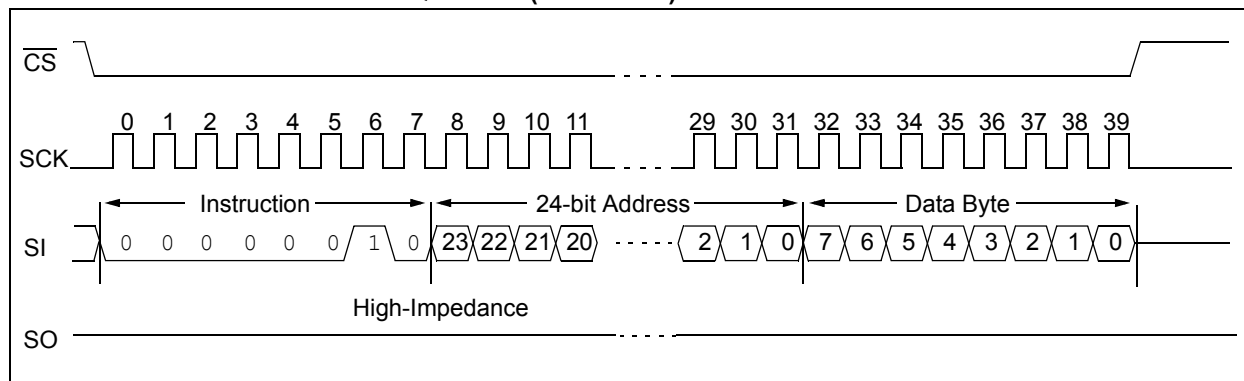 CS
0 1 2 3 4 5 6 7 8 9 10 11 29 30 31 32 33 34 35 36 37 38 39
SCK
Instruction 24-bit Address Data Byte
SI 0 0 0 0 0 0 1 0 23 22 21 20 2 1 0 7 6 5 4 3 2 1 0
High-Impedance
SO